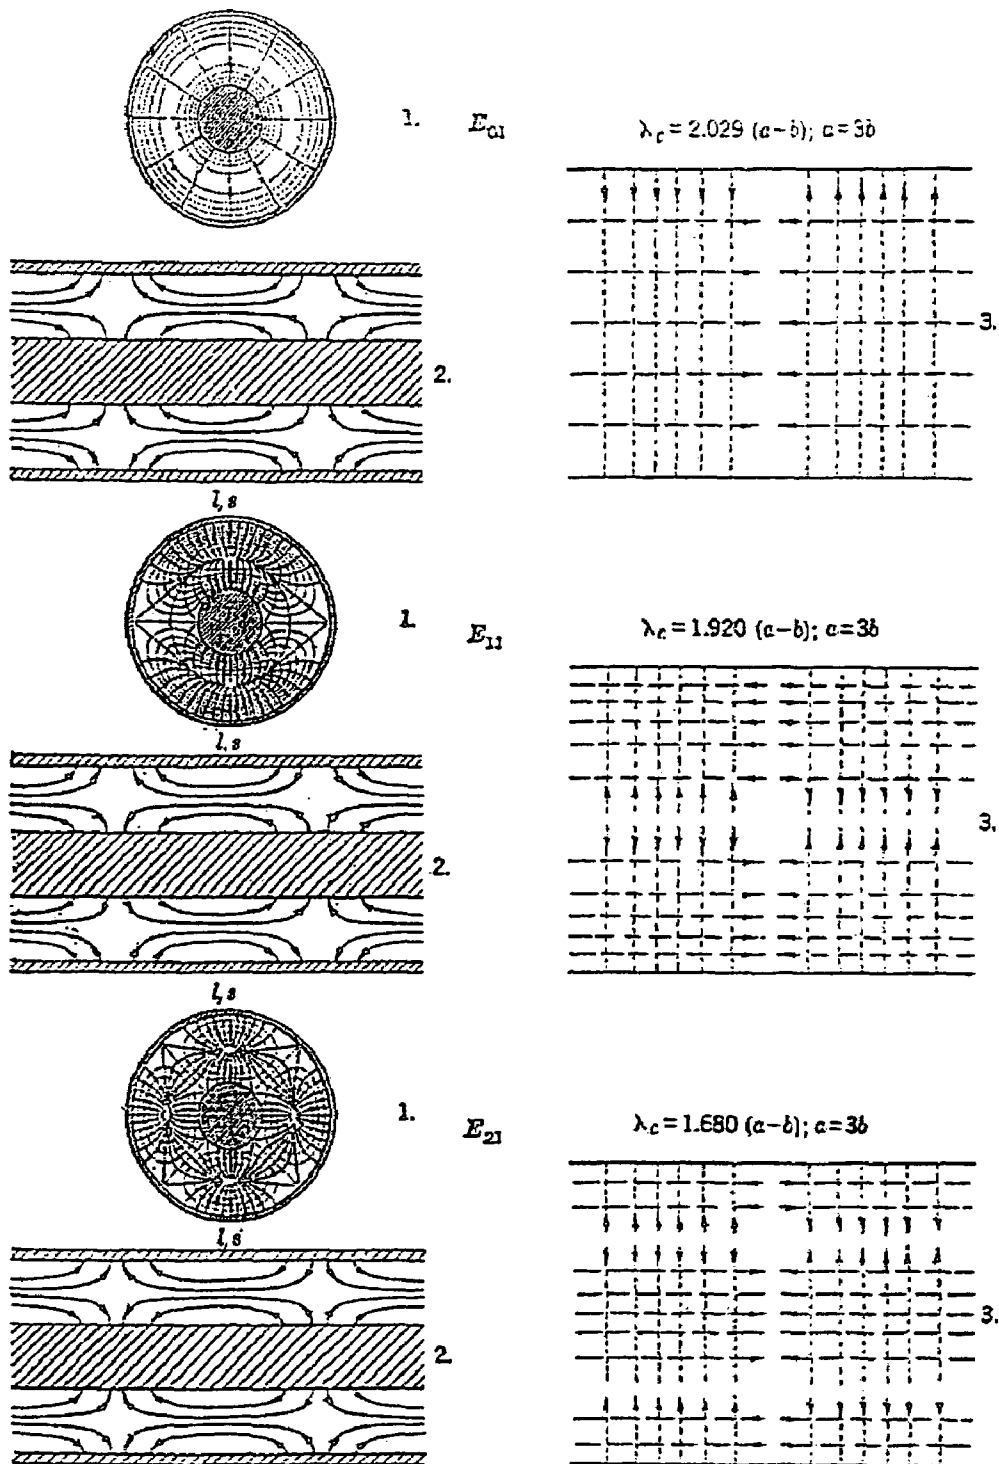 1. E₀₁ λc = 2.029 (a-b); a=3b
2.
3.
l, s
1. E₁₁ λc = 1.920 (a-b); a=3b
l, s
2.
3.
l, s
1. E₂₁ λc = 1.680 (a-b); a=3b
l, s
2.
3.